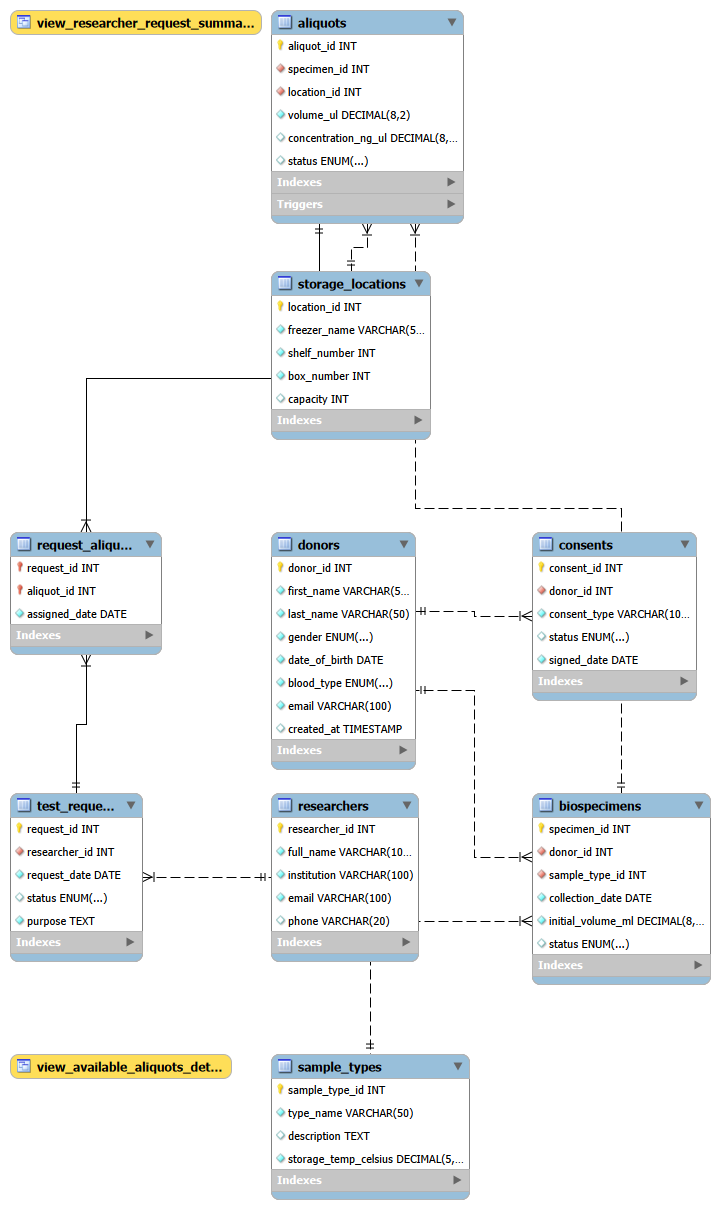 view_researcher_request_summa...
aliquots
aliquot_id INT
specimen_id INT
location_id INT
volume_ul DECIMAL(8,2)
concentration_ng_ul DECIMAL(8,...
status ENUM(...)
Indexes
Triggers
storage_locations
location_id INT
freezer_name VARCHAR(5...
shelf_number INT
box_number INT
capacity INT
Indexes
request_aliqu...
request_id INT
aliquot_id INT
assigned_date DATE
Indexes
donors
donor_id INT
first_name VARCHAR(5...
last_name VARCHAR(50)
gender ENUM(...)
date_of_birth DATE
blood_type ENUM(...)
email VARCHAR(100)
created_at TIMESTAMP
Indexes
consents
consent_id INT
donor_id INT
consent_type VARCHAR(10...
status ENUM(...)
signed_date DATE
Indexes
test_reque...
request_id INT
researcher_id INT
request_date DATE
status ENUM(...)
purpose TEXT
Indexes
researchers
researcher_id INT
full_name VARCHAR(10...
institution VARCHAR(100)
email VARCHAR(100)
phone VARCHAR(20)
Indexes
biospecimens
specimen_id INT
donor_id INT
sample_type_id INT
collection_date DATE
initial_volume_ml DECIMAL(8,...
status ENUM(...)
Indexes
view_available_aliquots_det...
sample_types
sample_type_id INT
type_name VARCHAR(50)
description TEXT
storage_temp_celsius DECIMAL(5,...
Indexes